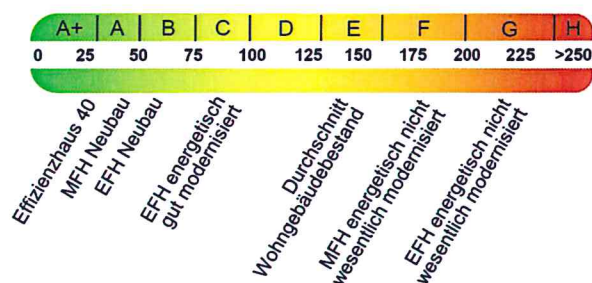 A+ A B C D E F G H
0 25 50 75 100 125 150 175 200 225 >250
Effizienzhaus 40
MFH Neubau
EFH Neubau
EFH energetisch
gut modernisiert
Durchschnitt
Wohngebäudebestand
MFH energetisch nicht
wesentlich modernisiert
EFH energetisch nicht
wesentlich modernisiert